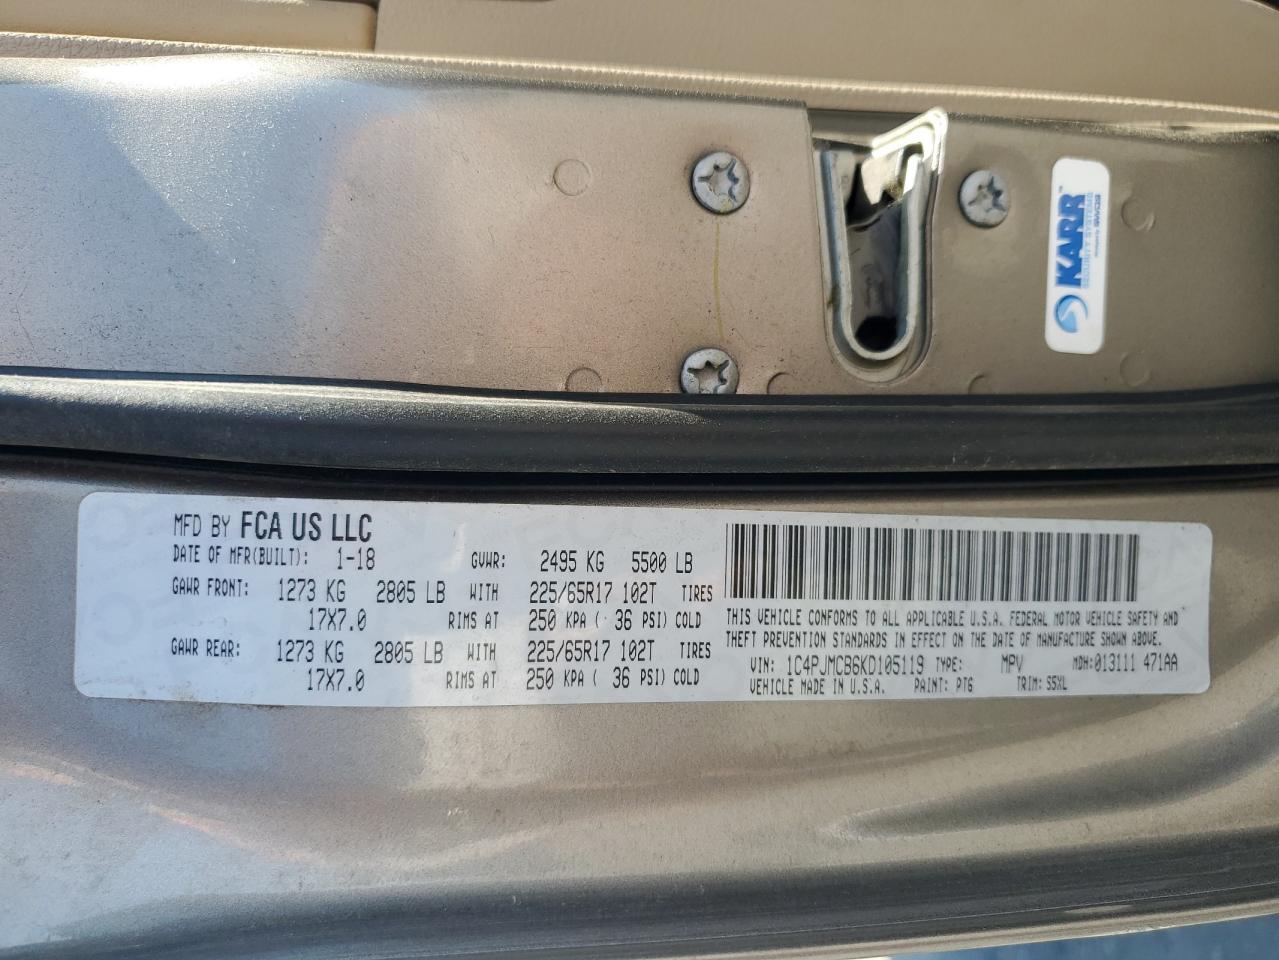 KARR™
SECURITY SYSTEMS
MFD BY FCA US LLC
DATE OF MFR(BUILT): 1-18 GVWR: 2495 KG 5500 LB
GAWR FRONT: 1273 KG 2805 LB WITH 225/65R17 102T TIRES
17X7.0 RIMS AT 250 KPA ( 36 PSI) COLD
GAWR REAR: 1273 KG 2805 LB WITH 225/65R17 102T TIRES
17X7.0 RIMS AT 250 KPA ( 36 PSI) COLD
THIS VEHICLE CONFORMS TO ALL APPLICABLE U.S.A. FEDERAL MOTOR VEHICLE SAFETY AND
THEFT PREVENTION STANDARDS IN EFFECT ON THE DATE OF MANUFACTURE SHOWN ABOVE.
VIN: 1C4PJMCB6KD105119 TYPE: MPV MDH:013111 471AA
VEHICLE MADE IN U.S.A. PAINT: PTG TRIM: S5XL